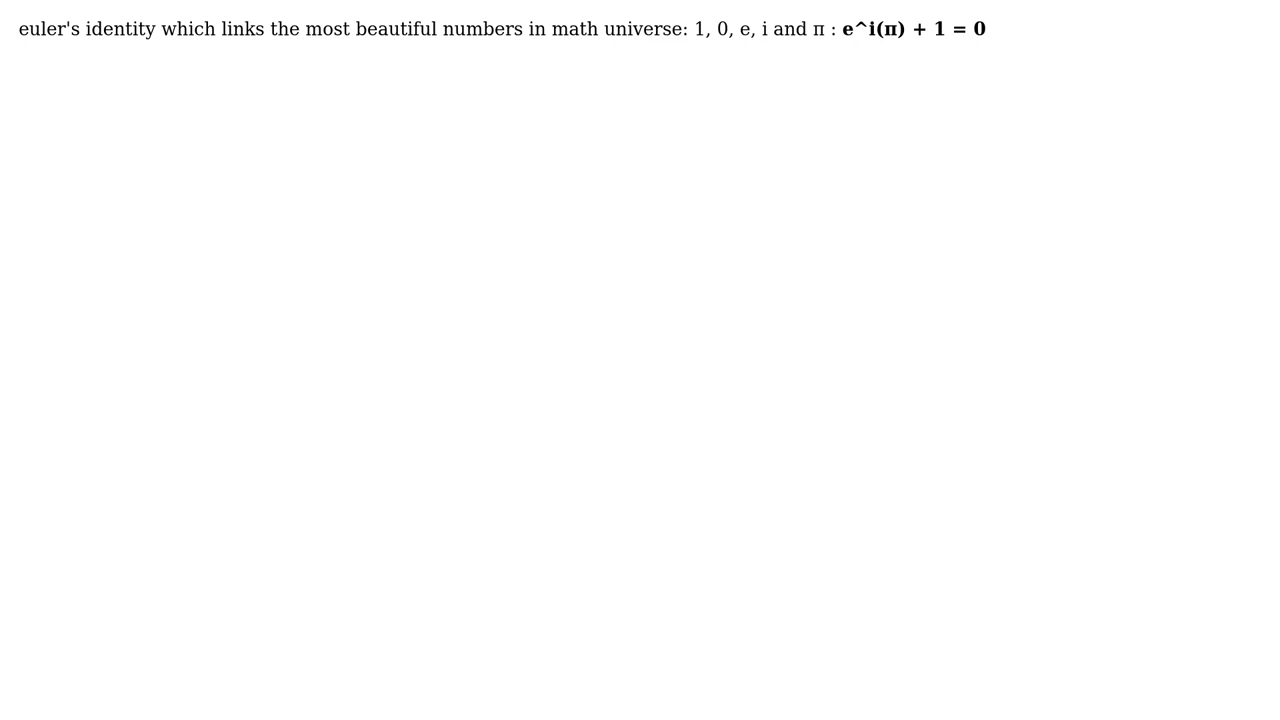 euler's identity which links the most beautiful numbers in math universe: 1, 0, e, i and π : e^i(π) + 1 = 0